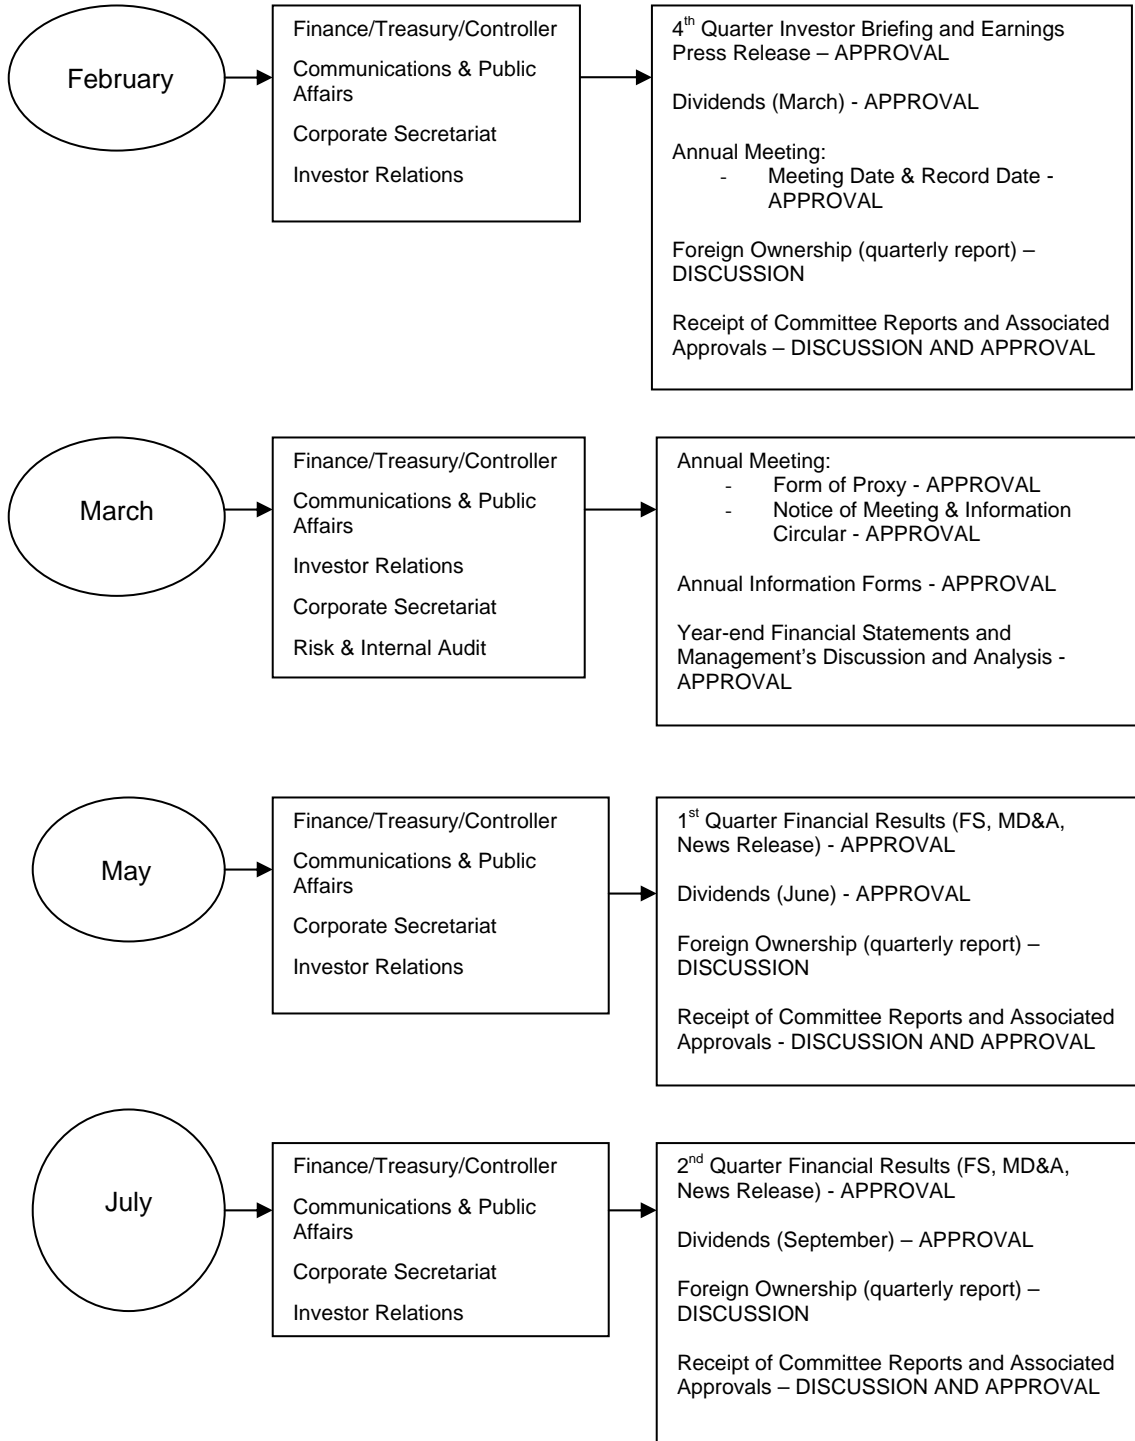 February
Finance/Treasury/Controller
Communications & Public
Affairs
Corporate Secretariat
Investor Relations
4th Quarter Investor Briefing and Earnings
Press Release – APPROVAL
Dividends (March) - APPROVAL
Annual Meeting:
- Meeting Date & Record Date -
APPROVAL
Foreign Ownership (quarterly report) –
DISCUSSION
Receipt of Committee Reports and Associated
Approvals – DISCUSSION AND APPROVAL
March
Finance/Treasury/Controller
Communications & Public
Affairs
Investor Relations
Corporate Secretariat
Risk & Internal Audit
Annual Meeting:
- Form of Proxy - APPROVAL
- Notice of Meeting & Information
Circular - APPROVAL
Annual Information Forms - APPROVAL
Year-end Financial Statements and
Management’s Discussion and Analysis -
APPROVAL
May
Finance/Treasury/Controller
Communications & Public
Affairs
Corporate Secretariat
Investor Relations
1st Quarter Financial Results (FS, MD&A,
News Release) - APPROVAL
Dividends (June) - APPROVAL
Foreign Ownership (quarterly report) –
DISCUSSION
Receipt of Committee Reports and Associated
Approvals - DISCUSSION AND APPROVAL
July
Finance/Treasury/Controller
Communications & Public
Affairs
Corporate Secretariat
Investor Relations
2nd Quarter Financial Results (FS, MD&A,
News Release) - APPROVAL
Dividends (September) – APPROVAL
Foreign Ownership (quarterly report) –
DISCUSSION
Receipt of Committee Reports and Associated
Approvals – DISCUSSION AND APPROVAL